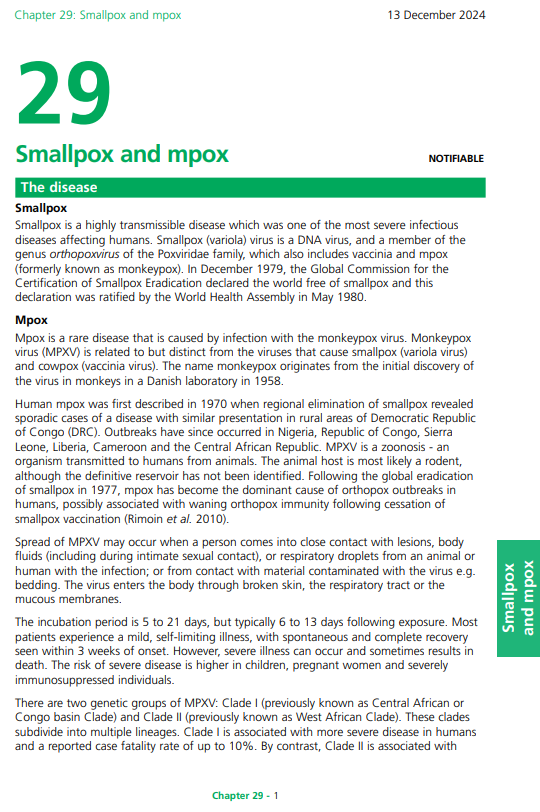 Chapter 29: Smallpox and mpox
13 December 2024
29
Smallpox and mpox
NOTIFIABLE
The disease
Smallpox
Smallpox is a highly transmissible disease which was one of the most severe infectious
diseases affecting humans. Smallpox (variola) virus is a DNA virus, and a member of the
genus orthopoxvirus of the Poxviridae family, which also includes vaccinia and mpox
(formerly known as monkeypox). In December 1979, the Global Commission for the
Certification of Smallpox Eradication declared the world free of smallpox and this
declaration was ratified by the World Health Assembly in May 1980.
Mpox
Mpox is a rare disease that is caused by infection with the monkeypox virus. Monkeypox
virus (MPXV) is related to but distinct from the viruses that cause smallpox (variola virus)
and cowpox (vaccinia virus). The name monkeypox originates from the initial discovery of
the virus in monkeys in a Danish laboratory in 1958.
Human mpox was first described in 1970 when regional elimination of smallpox revealed
sporadic cases of a disease with similar presentation in rural areas of Democratic Republic
of Congo (DRC). Outbreaks have since occurred in Nigeria, Republic of Congo, Sierra
Leone, Liberia, Cameroon and the Central African Republic. MPXV is a zoonosis - an
organism transmitted to humans from animals. The animal host is most likely a rodent,
although the definitive reservoir has not been identified. Following the global eradication
of smallpox in 1977, mpox has become the dominant cause of orthopox outbreaks in
humans, possibly associated with waning orthopox immunity following cessation of
smallpox vaccination (Rimoin et al. 2010).
Spread of MPXV may occur when a person comes into close contact with lesions, body
fluids (including during intimate sexual contact), or respiratory droplets from an animal or
human with the infection; or from contact with material contaminated with the virus e.g.
bedding. The virus enters the body through broken skin, the respiratory tract or the
mucous membranes.
The incubation period is 5 to 21 days, but typically 6 to 13 days following exposure. Most
patients experience a mild, self-limiting illness, with spontaneous and complete recovery
seen within 3 weeks of onset. However, severe illness can occur and sometimes results in
death. The risk of severe disease is higher in children, pregnant women and severely
immunosuppressed individuals.
There are two genetic groups of MPXV: Clade I (previously known as Central African or
Congo basin Clade) and Clade II (previously known as West African Clade). These clades
subdivide into multiple lineages. Clade I is associated with more severe disease in humans
and a reported case fatality rate of up to 10%. By contrast, Clade II is associated with
Smallpox
and mpox
Chapter 29 - 1